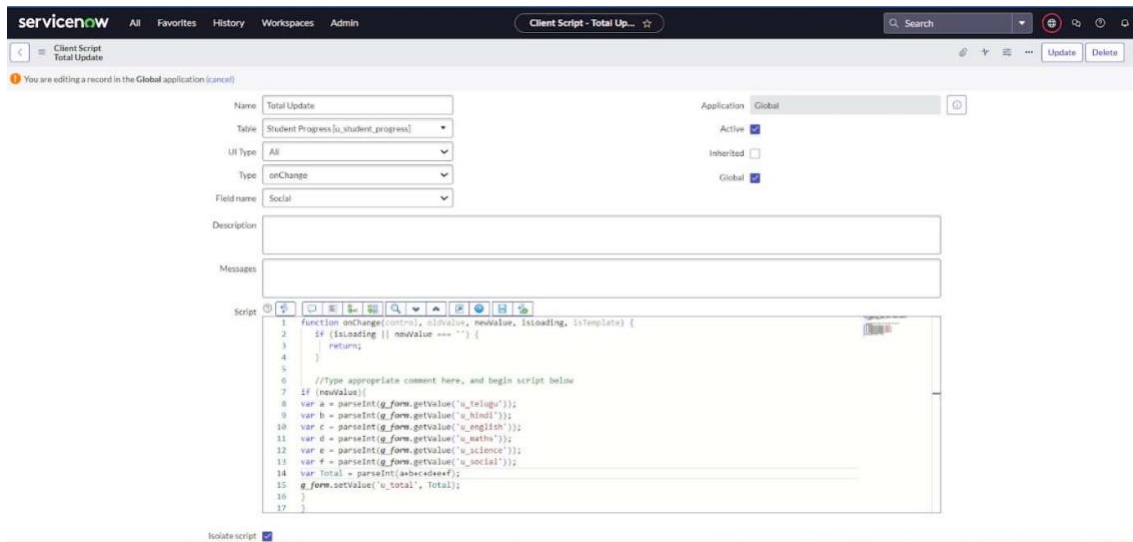 servicenow All Favorites History Workspaces Admin Client Script - Total Up... Search
Client Script
Total Update
Update Delete
You are editing a record in the Global application (cancel)
Name Total Update Application Global
Table Student Progress [u_student_progress] Active
UI Type All Inherited
Type onChange Global
Field name Social
Description
Messages
Script
1 function onChange(control, oldValue, newValue, isLoading, isTemplate) {
2 if (isLoading || newValue === '') {
3 return;
4 }
5
6 //Type appropriate comment here, and begin script below
7 if (newValue){
8 var a = parseInt(g_form.getValue('u_telugu'));
9 var b = parseInt(g_form.getValue('u_hindi'));
10 var c = parseInt(g_form.getValue('u_english'));
11 var d = parseInt(g_form.getValue('u_maths'));
12 var e = parseInt(g_form.getValue('u_science'));
13 var f = parseInt(g_form.getValue('u_social'));
14 var Total = parseInt(a+b+c+d+e+f);
15 g_form.setValue('u_total', Total);
16 }
17 }
Isolate script